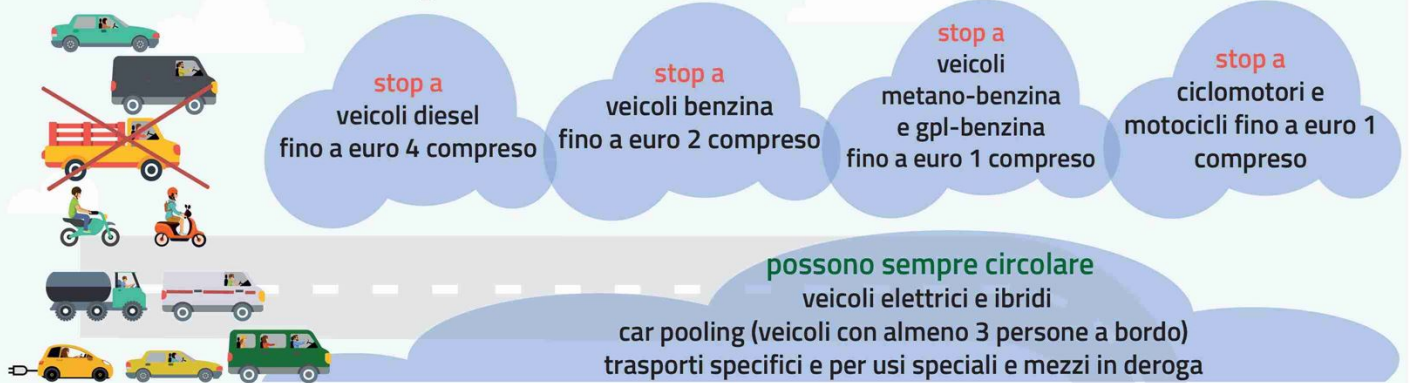 stop a
veicoli diesel
fino a euro 4 compreso
stop a
veicoli benzina
fino a euro 2 compreso
stop a
veicoli
metano-benzina
e gpl-benzina
fino a euro 1 compreso
stop a
ciclomotori e
motocicli fino a euro 1
compreso
possono sempre circolare
veicoli elettrici e ibridi
car pooling (veicoli con almeno 3 persone a bordo)
trasporti specifici e per usi speciali e mezzi in deroga